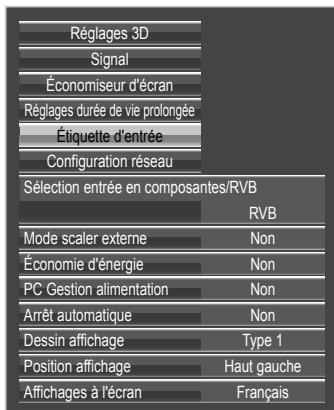 Réglages 3D
Signal
Économiseur d'écran
Réglages durée de vie prolongée
Étiquette d'entrée
Configuration réseau
Sélection entrée en composantes/RVB
RVB
Mode scaler externe Non
Économie d'énergie Non
PC Gestion alimentation Non
Arrêt automatique Non
Dessin affichage Type 1
Position affichage Haut gauche
Affichages à l'écran Français